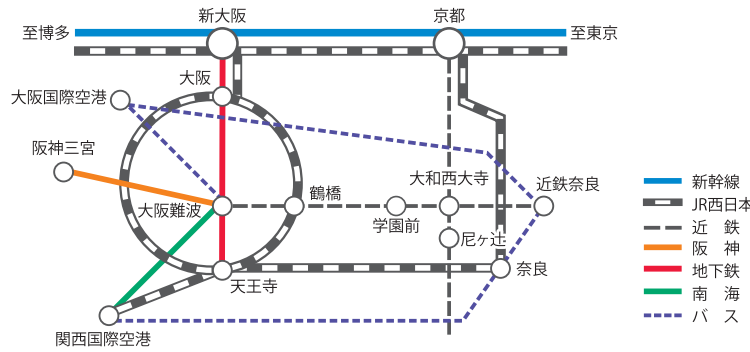 新大阪
京都
至博多
至東京
大阪
大阪国際空港
阪神三宮
大和西大寺
近鉄奈良
鶴橋
大阪難波
学園前
尼ヶ辻
奈良
天王寺
関西国際空港
新幹線
JR西日本
近　鉄
阪　神
地下鉄
南　海
バ　ス